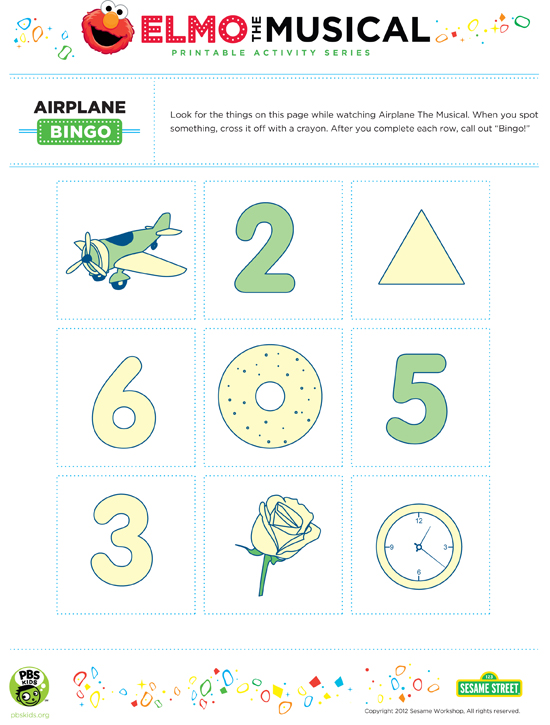 ELMO THE MUSICAL
PRINTABLE ACTIVITY SERIES
AIRPLANE
BINGO
Look for the things on this page while watching Airplane The Musical. When you spot
something, cross it off with a crayon. After you complete each row, call out “Bingo!”
2
6
5
3
12
9
3
6
PBS
KIDS
pbskids.org
123
SESAME STREET
Copyright 2012 Sesame Workshop. All rights reserved.